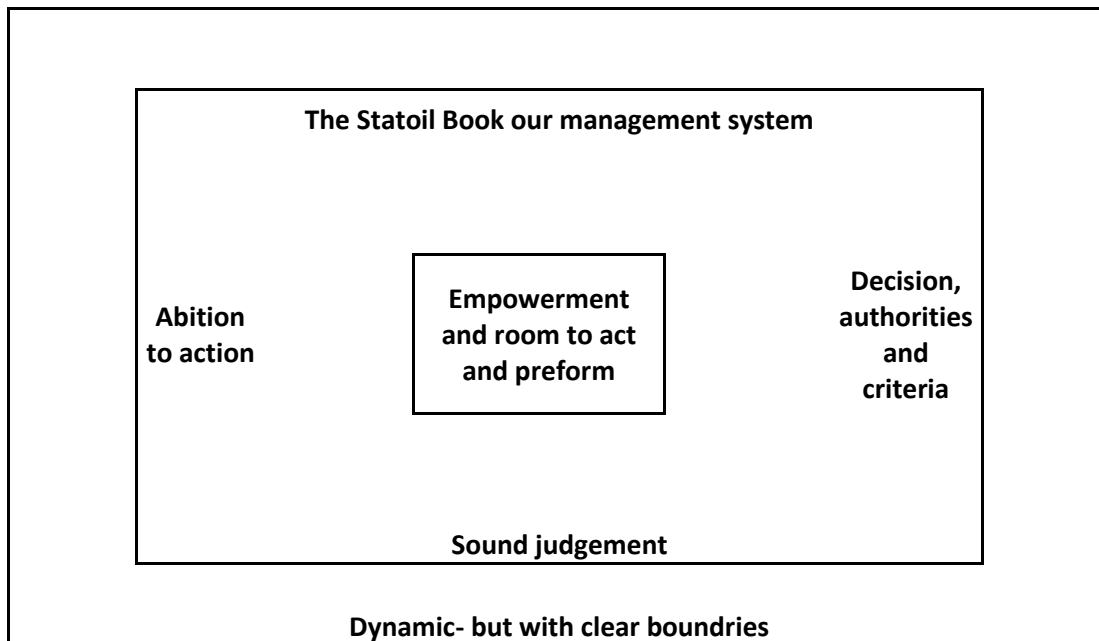 The Statoil Book our management system
Abition
to action
Empowerment
and room to act
and preform
Decision,
authorities
and
criteria
Sound judgement
Dynamic- but with clear boundries